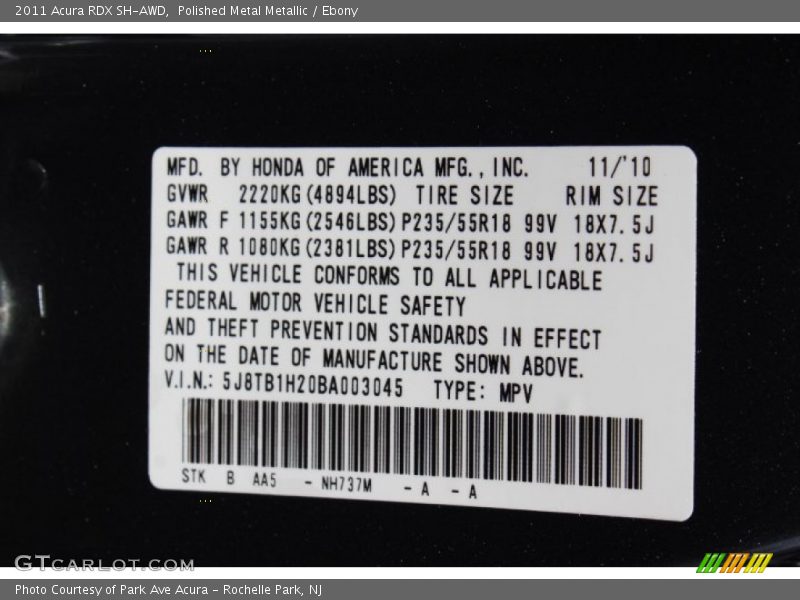 2011 Acura RDX SH-AWD, Polished Metal Metallic / Ebony
MFD. BY HONDA OF AMERICA MFG., INC. 11/'10
GVWR 2220KG(4894LBS) TIRE SIZE RIM SIZE
GAWR F 1155KG(2546LBS) P235/55R18 99V 18X7.5J
GAWR R 1080KG(2381LBS) P235/55R18 99V 18X7.5J
THIS VEHICLE CONFORMS TO ALL APPLICABLE
FEDERAL MOTOR VEHICLE SAFETY
AND THEFT PREVENTION STANDARDS IN EFFECT
ON THE DATE OF MANUFACTURE SHOWN ABOVE.
V.I.N.: 5J8TB1H20BA003045 TYPE: MPV
STK B AA5 - NH737M - A - A
GTCARLOT.COM
Photo Courtesy of Park Ave Acura - Rochelle Park, NJ